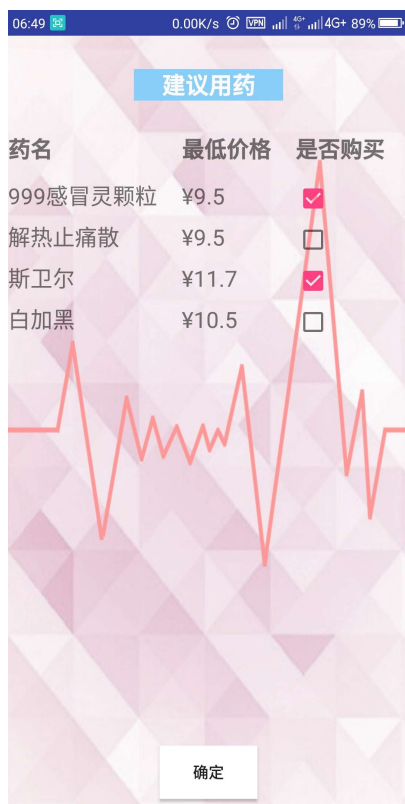 06:49 0.00K/s VPN 4G+ 4G+ 89%
建议用药
药名 最低价格 是否购买
999感冒灵颗粒 ¥9.5
解热止痛散 ¥9.5
斯卫尔 ¥11.7
白加黑 ¥10.5
确定